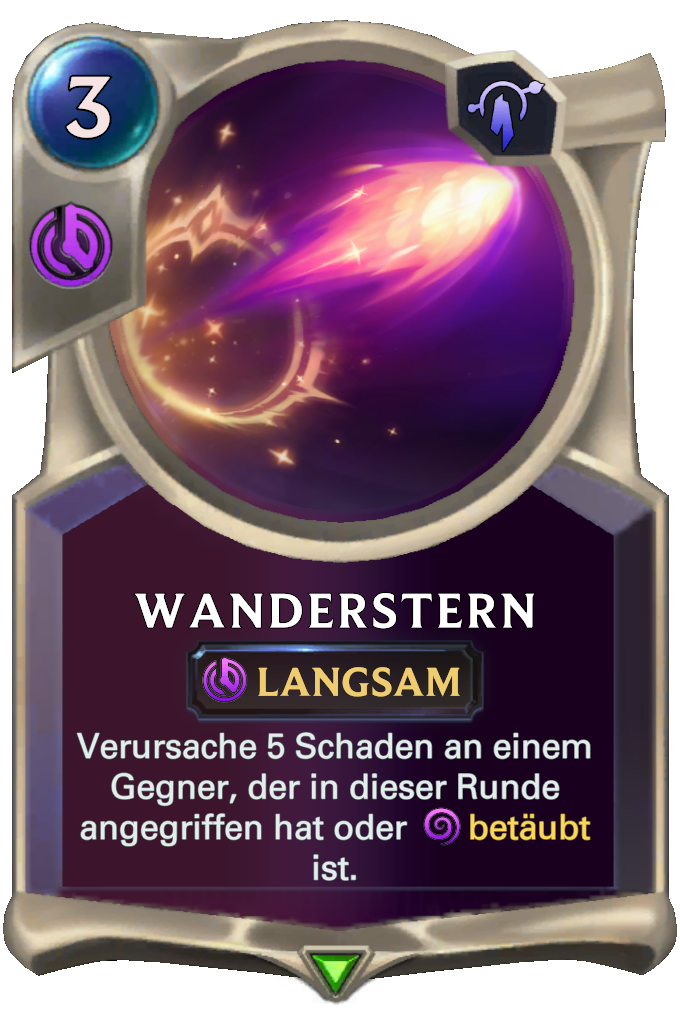 3
WANDERSTERN
LANGSAM
Verursache 5 Schaden an einem
Gegner, der in dieser Runde
angegriffen hat oder betäubt
ist.